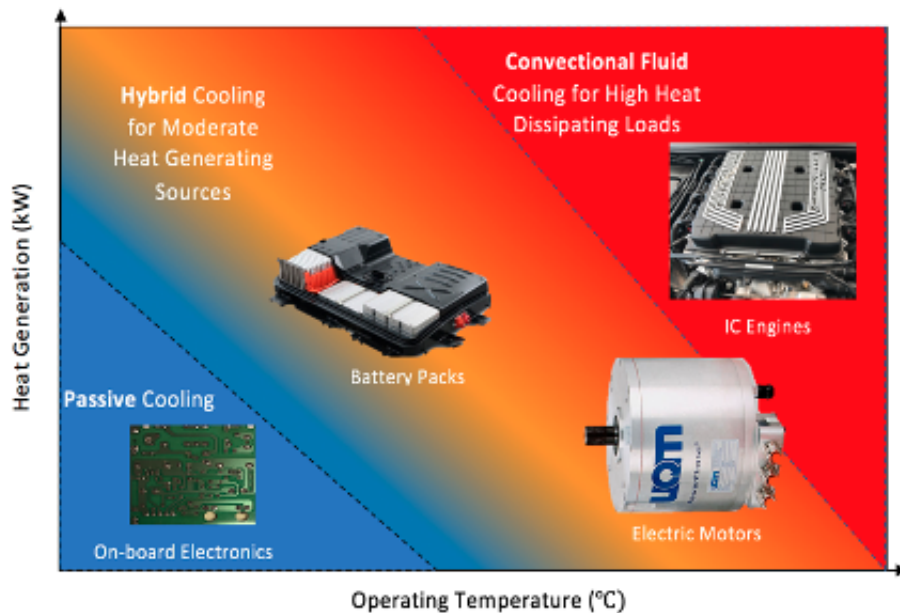 Hybrid Cooling
for Moderate
Heat Generating
Sources
Convectional Fluid
Cooling for High Heat
Dissipating Loads
IC Engines
Battery Packs
Passive Cooling
UQM
Electric Motors
On-board Electronics
Heat Generation (kW)
Operating Temperature (°C)